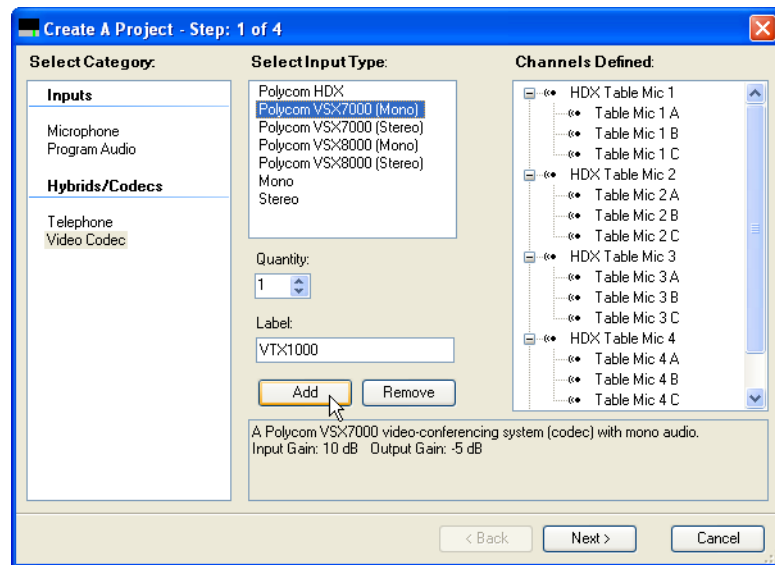 Create A Project - Step: 1 of 4
Select Category:
Inputs
Microphone
Program Audio
Hybrids/Codecs
Telephone
Video Codec
Select Input Type:
Polycom HDX
Polycom VSX7000 (Mono)
Polycom VSX7000 (Stereo)
Polycom VSX8000 (Mono)
Polycom VSX8000 (Stereo)
Mono
Stereo
Quantity:
1
Label:
VTX1000
Add
Remove
Channels Defined:
HDX Table Mic 1
Table Mic 1 A
Table Mic 1 B
Table Mic 1 C
HDX Table Mic 2
Table Mic 2 A
Table Mic 2 B
Table Mic 2 C
HDX Table Mic 3
Table Mic 3 A
Table Mic 3 B
Table Mic 3 C
HDX Table Mic 4
Table Mic 4 A
Table Mic 4 B
Table Mic 4 C
A Polycom VSX7000 video-conferencing system (codec) with mono audio.
Input Gain: 10 dB Output Gain: -5 dB
< Back
Next >
Cancel